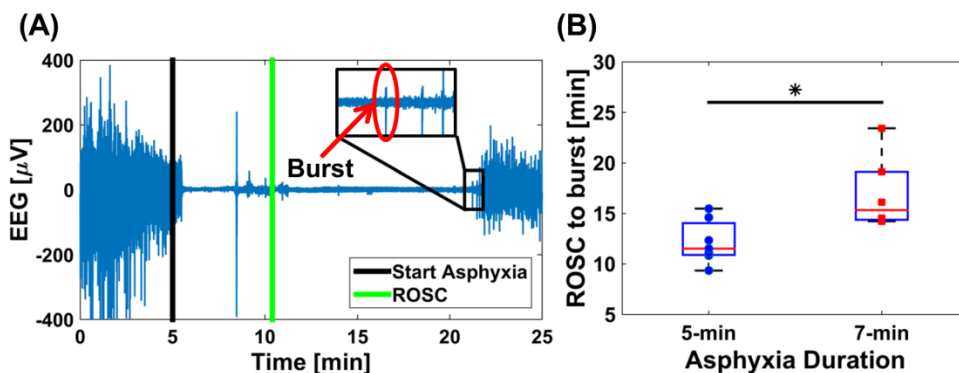 (A)
EEG [µV]
400
200
0
-200
-400
Burst
Start Asphyxia
ROSC
0
5
10
15
20
25
Time [min]
(B)
ROSC to burst [min]
30
25
20
15
10
5
*
5-min
7-min
Asphyxia Duration